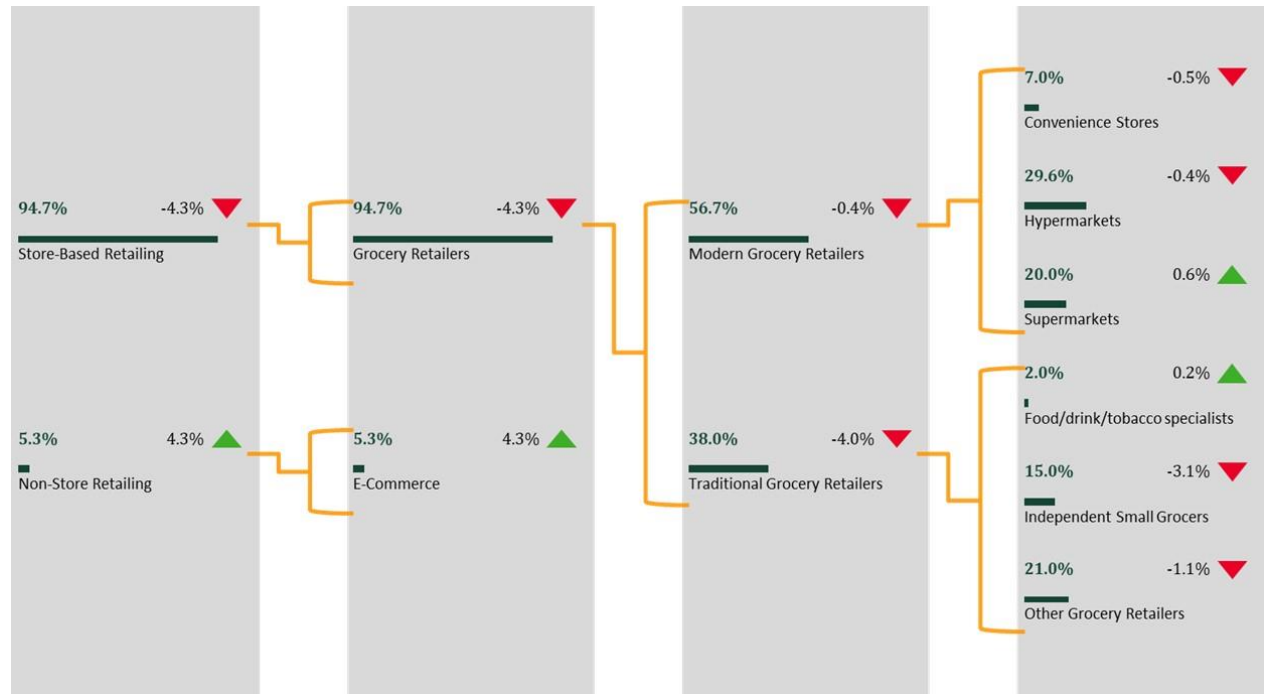 94.7% -4.3%
Store-Based Retailing
5.3% 4.3%
Non-Store Retailing
94.7% -4.3%
Grocery Retailers
5.3% 4.3%
E-Commerce
56.7% -0.4%
Modern Grocery Retailers
38.0% -4.0%
Traditional Grocery Retailers
7.0% -0.5%
Convenience Stores
29.6% -0.4%
Hypermarkets
20.0% 0.6%
Supermarkets
2.0% 0.2%
Food/drink/tobacco specialists
15.0% -3.1%
Independent Small Grocers
21.0% -1.1%
Other Grocery Retailers